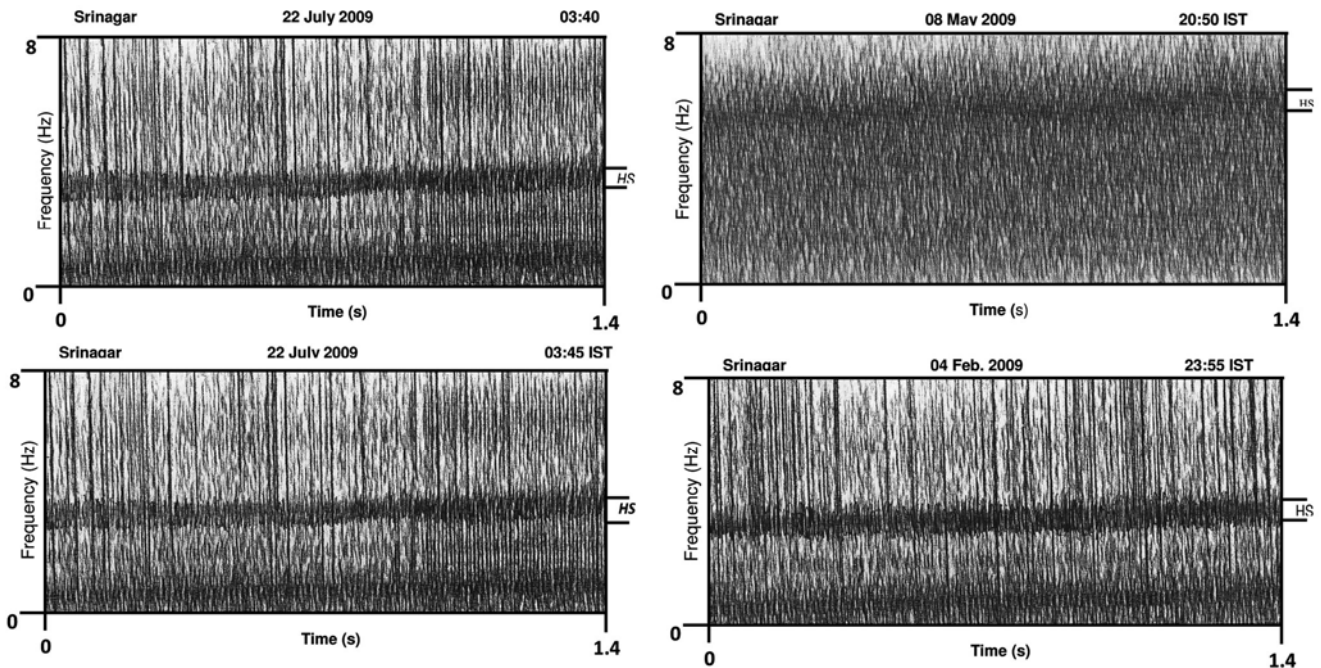 Srinagar 22 July 2009 03:40
8
Frequency (Hz)
HS
0
Time (s)
0 1.4
Srinagar 08 May 2009 20:50 IST
8
Frequency (Hz)
HS
0
Time (s)
0 1.4
Srinagar 22 July 2009 03:45 IST
8
Frequency (Hz)
HS
0
Time (s)
0 1.4
Srinagar 04 Feb. 2009 23:55 IST
8
Frequency (Hz)
HS
0
Time (s)
0 1.4